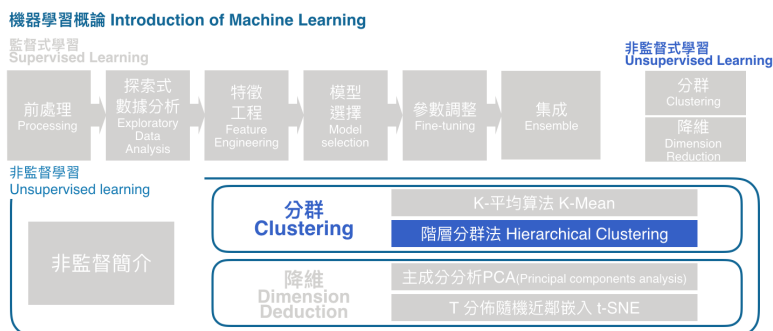 機器學習概論 Introduction of Machine Learning
監督式學習
Supervised Learning
前處理
Processing
探索式
數據分析
Exploratory
Data
Analysis
特徵
工程
Feature
Engineering
模型
選擇
Model
selection
參數調整
Fine-tuning
集成
Ensemble
非監督式學習
Unsupervised Learning
分群
Clustering
降維
Dimension
Reduction
非監督學習
Unsupervised learning
非監督簡介
分群
Clustering
K-平均算法 K-Mean
階層分群法 Hierarchical Clustering
降維
Dimension
Deduction
主成分分析PCA(Principal components analysis)
T 分佈隨機近鄰嵌入 t-SNE